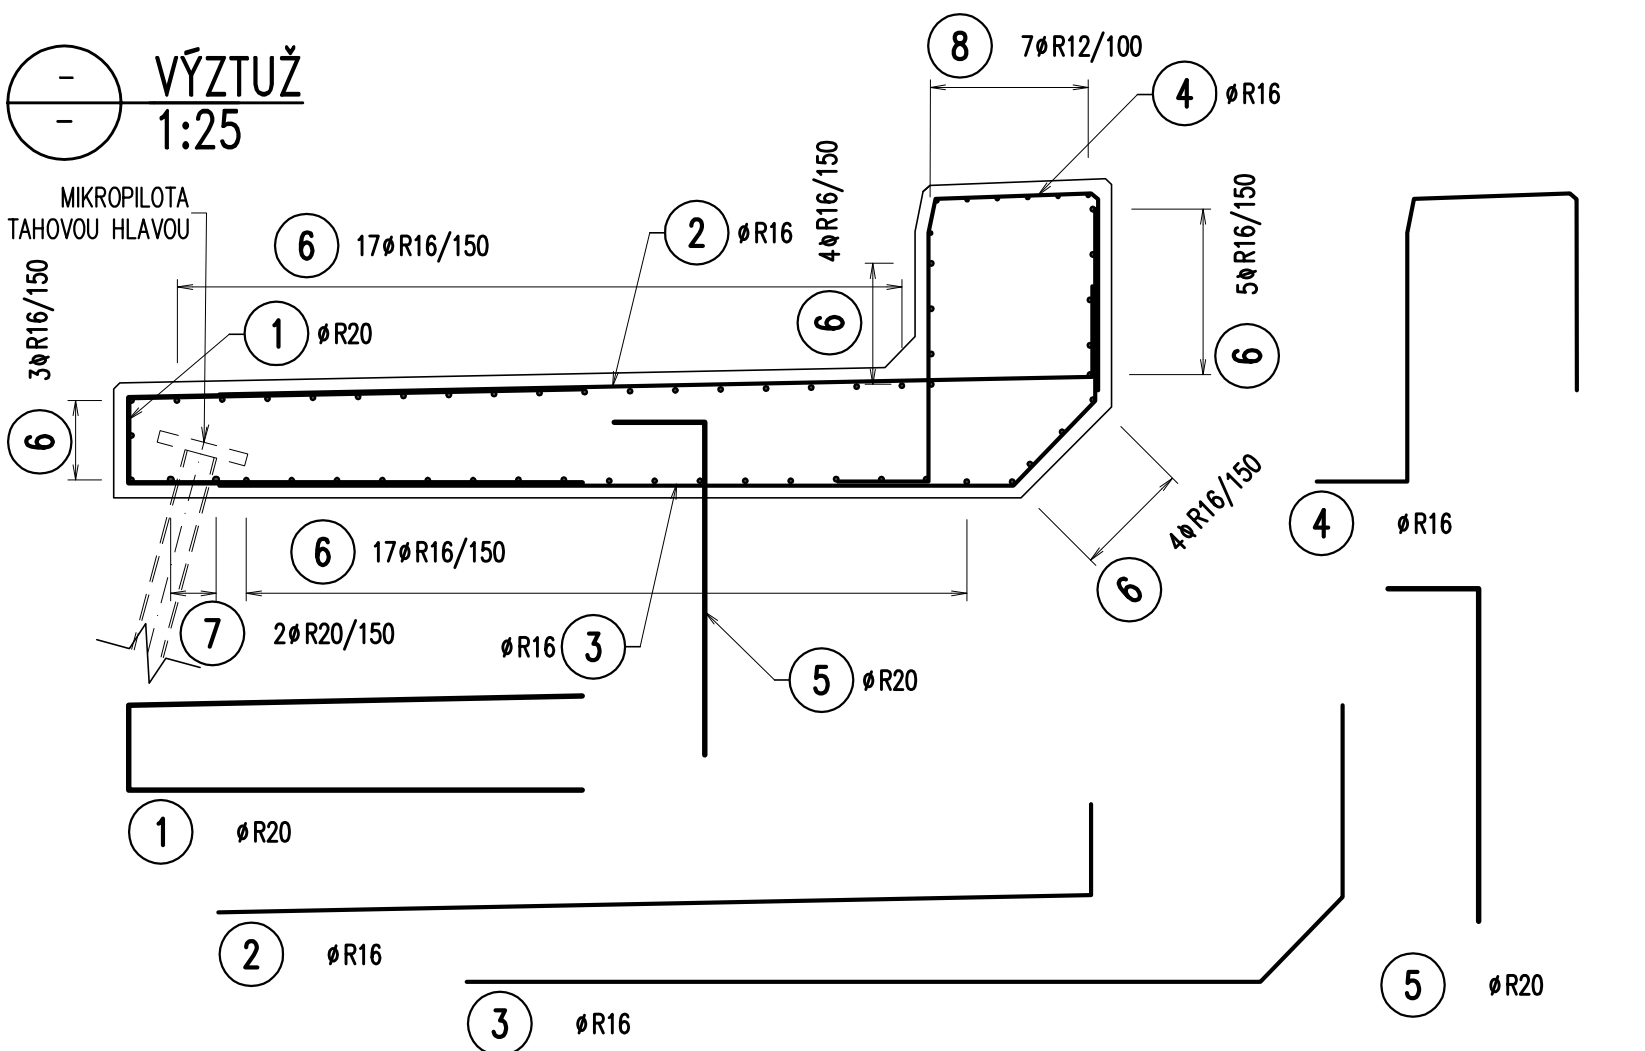 -
-
VÝZTUŽ
1:25
MIKROPILOTA
TAHOVOU HLAVOU
8 7øR12/100
4 øR16
6 17øR16/150
2 øR16
4øR16/150
6
5øR16/150
6
3øR16/150
6
1 øR20
6 17øR16/150
4øR16/150
6
7 2øR20/150
øR16 3
5 øR20
4 øR16
1 øR20
2 øR16
3 øR16
5 øR20